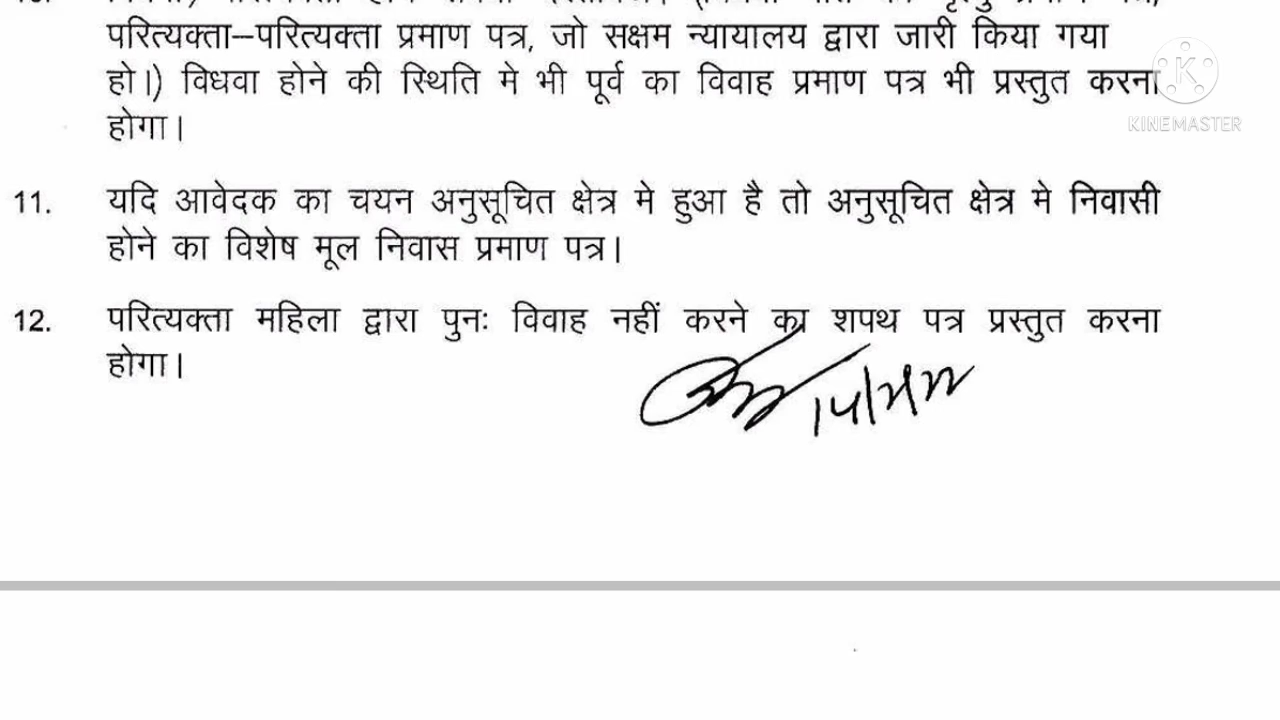 परित्यक्ता–परित्यक्ता प्रमाण पत्र, जो सक्षम न्यायालय द्वारा जारी किया गया
हो।) विधवा होने की स्थिति मे भी पूर्व का विवाह प्रमाण पत्र भी प्रस्तुत करना
होगा।
KINEMASTER
11. यदि आवेदक का चयन अनुसूचित क्षेत्र मे हुआ है तो अनुसूचित क्षेत्र मे निवासी
होने का विशेष मूल निवास प्रमाण पत्र।
12. परित्यक्ता महिला द्वारा पुनः विवाह नहीं करने का शपथ पत्र प्रस्तुत करना
होगा।